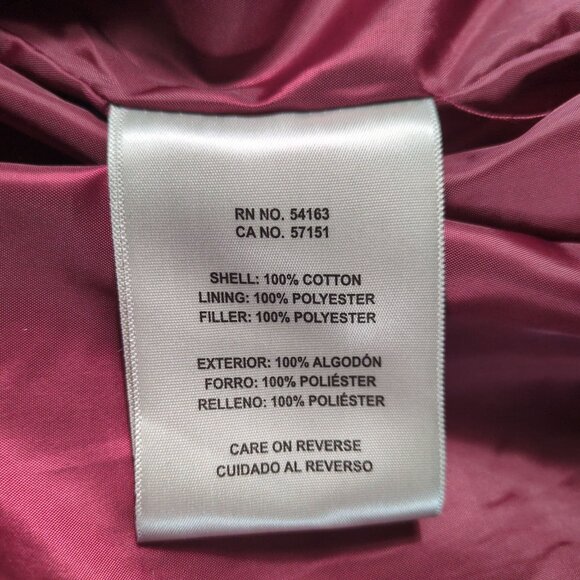 RN NO. 54163
CA NO. 57151
SHELL: 100% COTTON
LINING: 100% POLYESTER
FILLER: 100% POLYESTER
EXTERIOR: 100% ALGODÓN
FORRO: 100% POLIÉSTER
RELLENO: 100% POLIÉSTER
CARE ON REVERSE
CUIDADO AL REVERSO